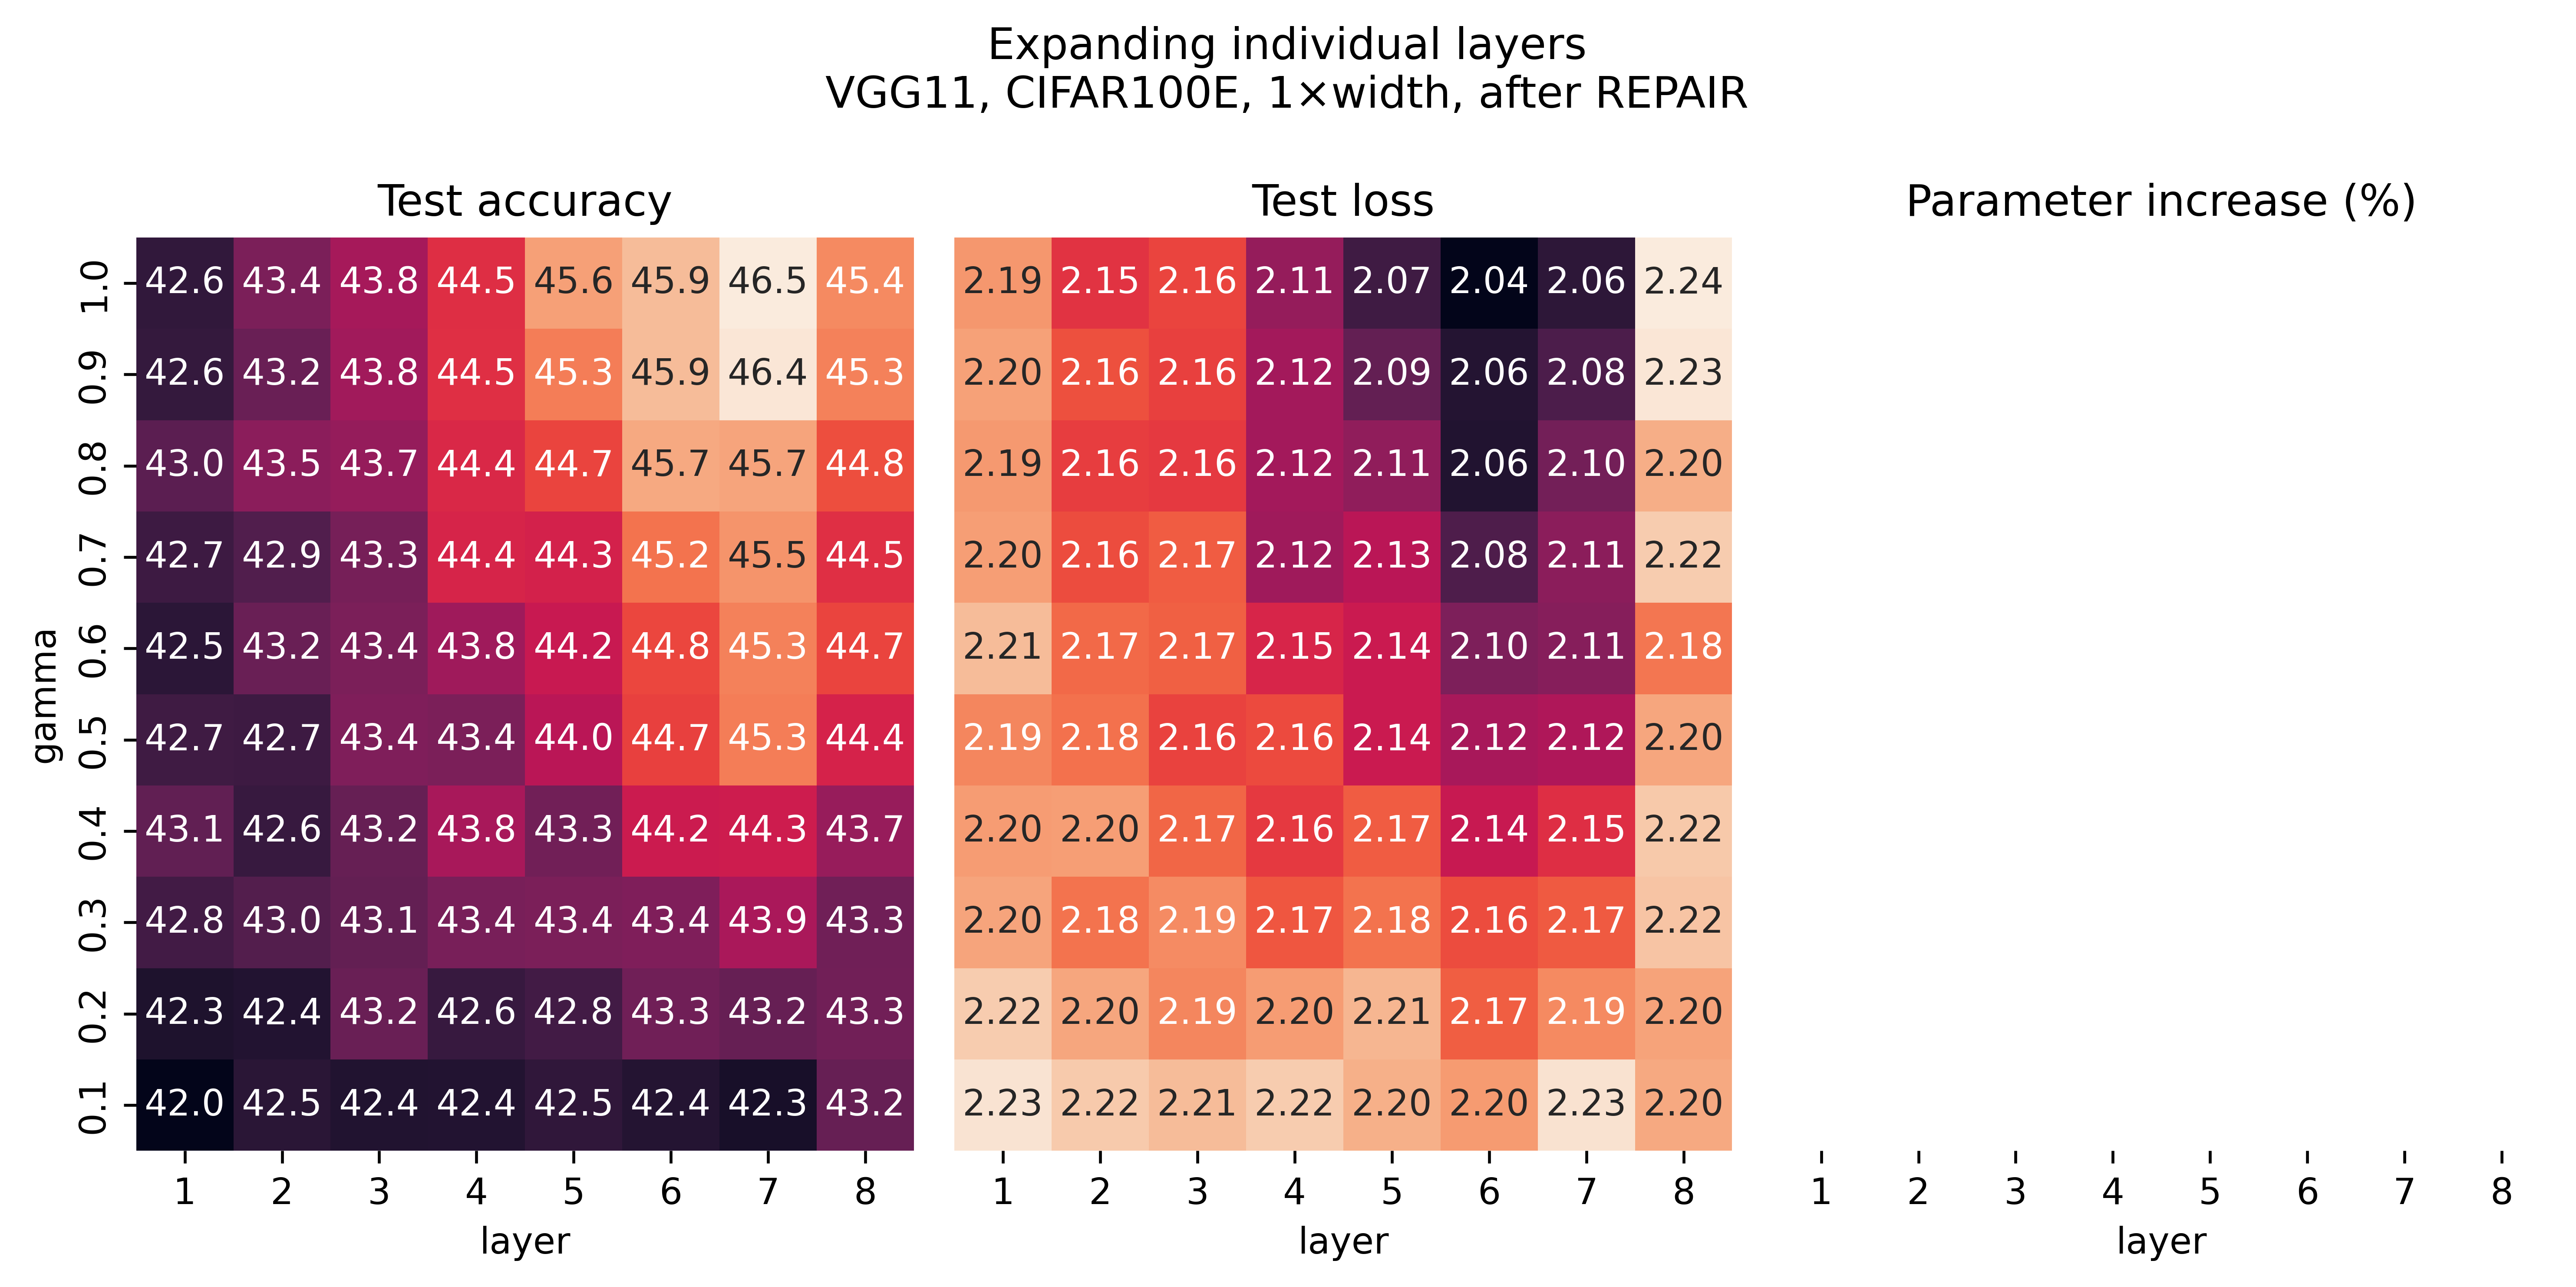 Expanding individual layers
VGG11, CIFAR100E, 1×width, after REPAIR
Test accuracy
Test loss
Parameter increase (%)
gamma
1.0 42.6 43.4 43.8 44.5 45.6 45.9 46.5 45.4 2.19 2.15 2.16 2.11 2.07 2.04 2.06 2.24
0.9 42.6 43.2 43.8 44.5 45.3 45.9 46.4 45.3 2.20 2.16 2.16 2.12 2.09 2.06 2.08 2.23
0.8 43.0 43.5 43.7 44.4 44.7 45.7 45.7 44.8 2.19 2.16 2.16 2.12 2.11 2.06 2.10 2.20
0.7 42.7 42.9 43.3 44.4 44.3 45.2 45.5 44.5 2.20 2.16 2.17 2.12 2.13 2.08 2.11 2.22
0.6 42.5 43.2 43.4 43.8 44.2 44.8 45.3 44.7 2.21 2.17 2.17 2.15 2.14 2.10 2.11 2.18
0.5 42.7 42.7 43.4 43.4 44.0 44.7 45.3 44.4 2.19 2.18 2.16 2.16 2.14 2.12 2.12 2.20
0.4 43.1 42.6 43.2 43.8 43.3 44.2 44.3 43.7 2.20 2.20 2.17 2.16 2.17 2.14 2.15 2.22
0.3 42.8 43.0 43.1 43.4 43.4 43.4 43.9 43.3 2.20 2.18 2.19 2.17 2.18 2.16 2.17 2.22
0.2 42.3 42.4 43.2 42.6 42.8 43.3 43.2 43.3 2.22 2.20 2.19 2.20 2.21 2.17 2.19 2.20
0.1 42.0 42.5 42.4 42.4 42.5 42.4 42.3 43.2 2.23 2.22 2.21 2.22 2.20 2.20 2.23 2.20
1 2 3 4 5 6 7 8 1 2 3 4 5 6 7 8 1 2 3 4 5 6 7 8
layer layer layer